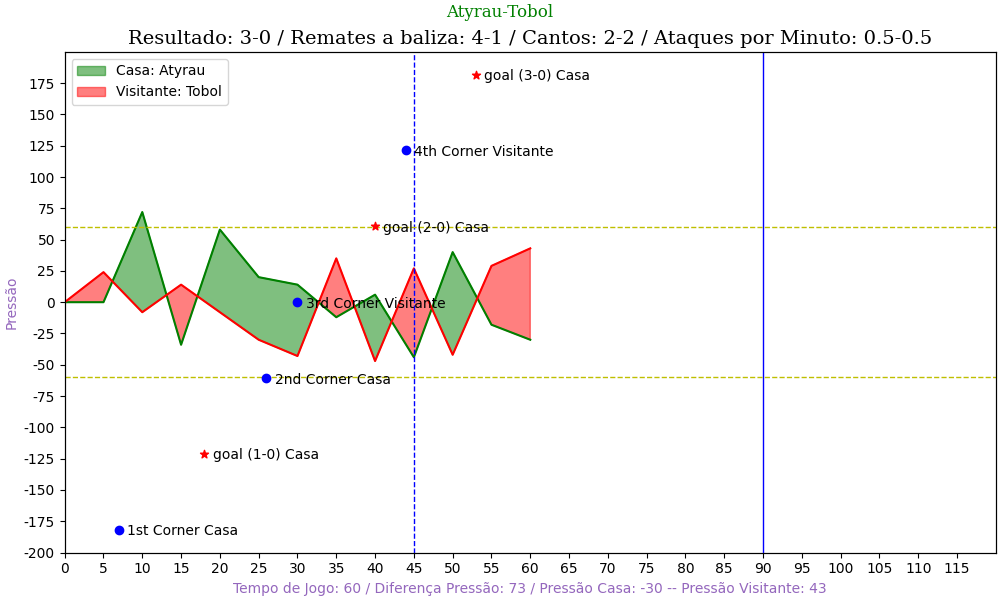 Atyrau-Tobol
Resultado: 3-0 / Remates a baliza: 4-1 / Cantos: 2-2 / Ataques por Minuto: 0.5-0.5
Casa: Atyrau
Visitante: Tobol
goal (3-0) Casa
4th Corner Visitante
goal (2-0) Casa
3rd Corner Visitante
2nd Corner Casa
goal (1-0) Casa
1st Corner Casa
Pressão
175
150
125
100
75
50
25
0
-25
-50
-75
-100
-125
-150
-175
-200
0 5 10 15 20 25 30 35 40 45 50 55 60 65 70 75 80 85 90 95 100 105 110 115
Tempo de Jogo: 60 / Diferença Pressão: 73 / Pressão Casa: -30 -- Pressão Visitante: 43